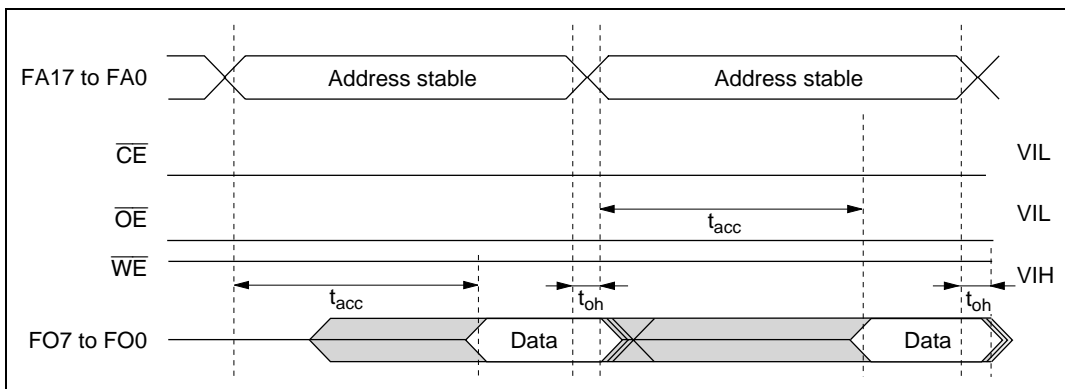 FA17 to FA0 Address stable Address stable
CE VIL
OE VIL
tacc
WE VIH
tacc toh toh
FO7 to FO0 Data Data